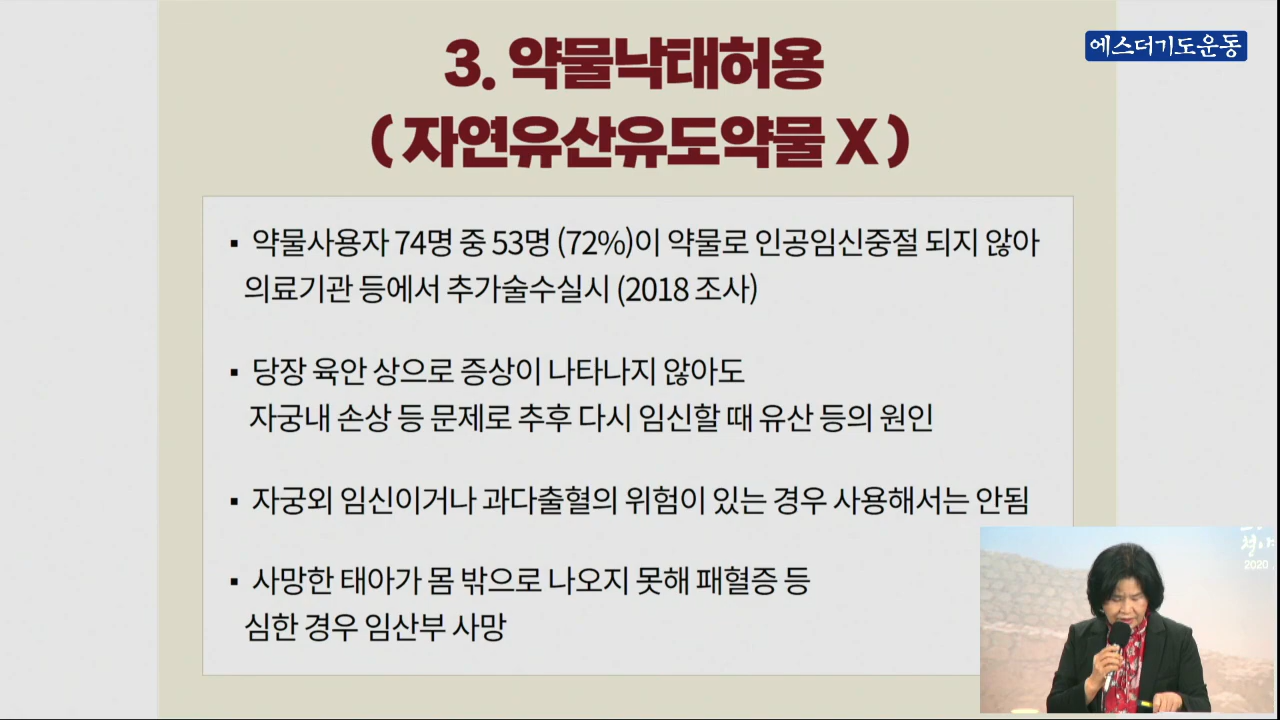 에스더기도운동
3. 약물낙태허용
( 자연유산유도약물 X )
▪ 약물사용자 74명 중 53명 (72%)이 약물로 인공임신중절 되지 않아
의료기관 등에서 추가술수실시 (2018 조사)
▪ 당장 육안 상으로 증상이 나타나지 않아도
자궁내 손상 등 문제로 추후 다시 임신할 때 유산 등의 원인
▪ 자궁외 임신이거나 과다출혈의 위험이 있는 경우 사용해서는 안됨
▪ 사망한 태아가 몸 밖으로 나오지 못해 패혈증 등
심한 경우 임산부 사망
2020